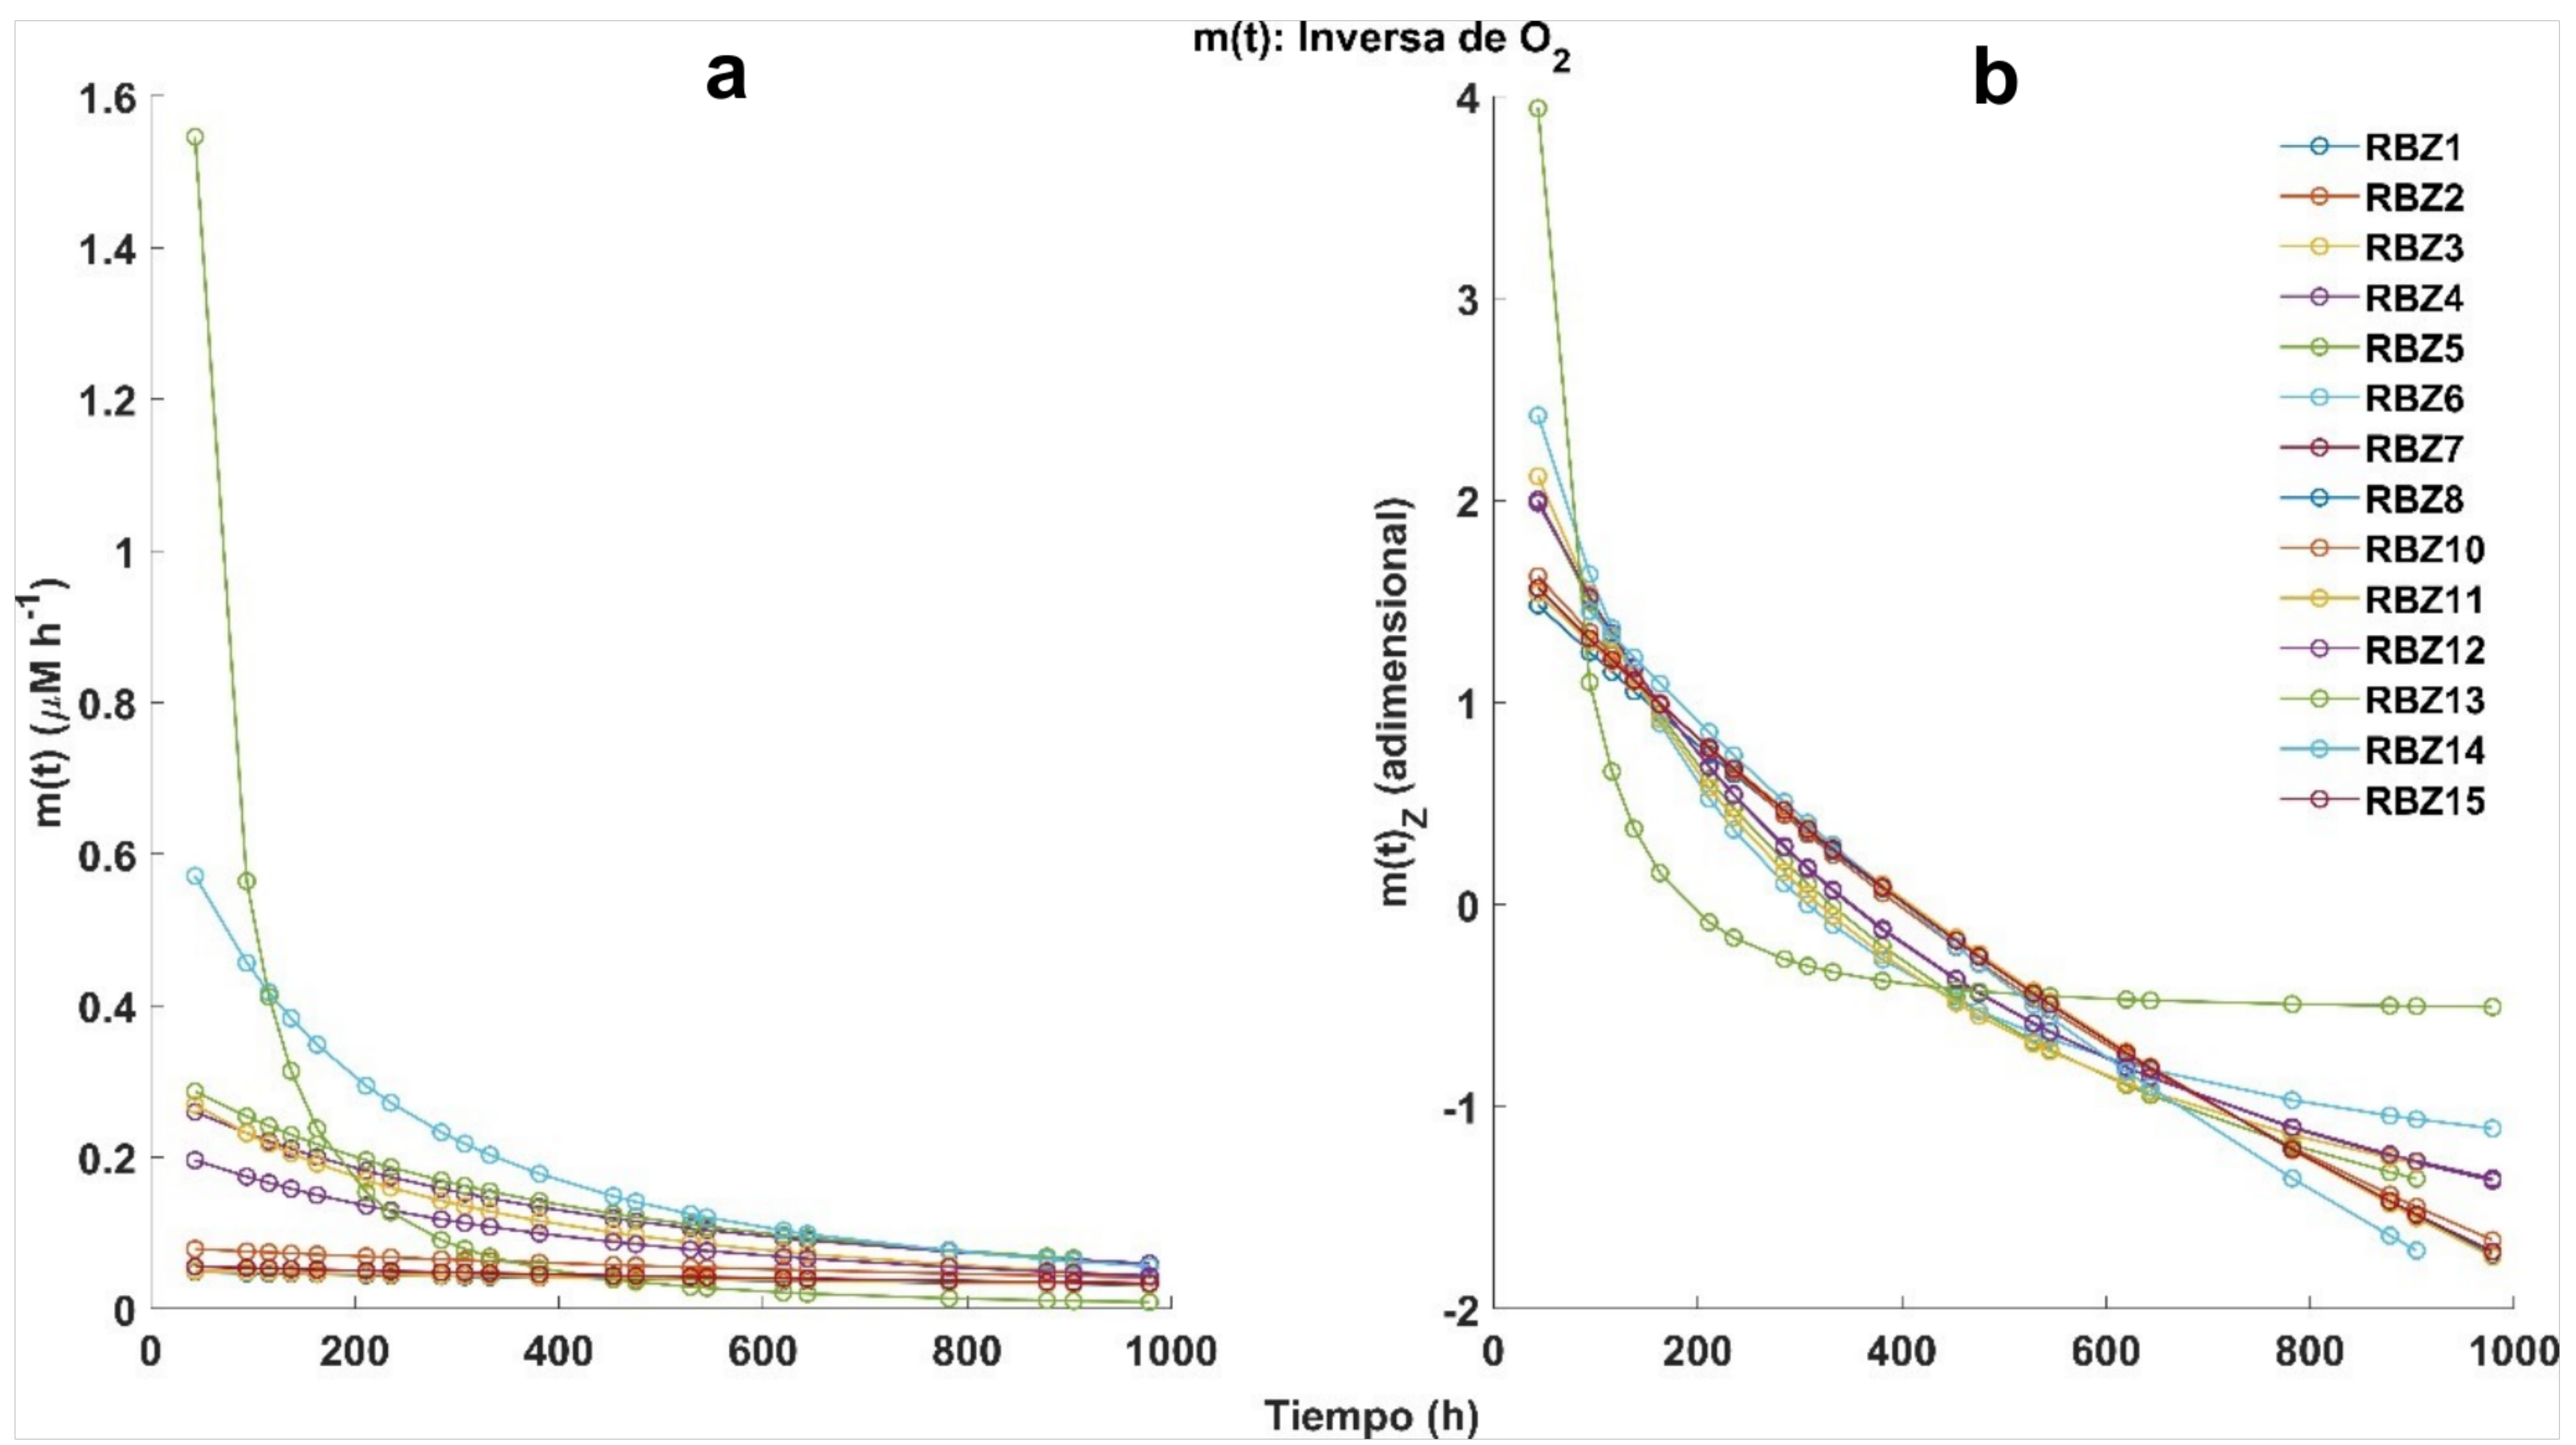 m(t): Inversa de O2
a
b
m(t) (μM h-1)
1.6
1.4
1.2
1
0.8
0.6
0.4
0.2
0
0 200 400 600 800 1000
m(t)Z (adimensional)
4
3
2
1
0
-1
-2
0 200 400 600 800 1000
RBZ1
RBZ2
RBZ3
RBZ4
RBZ5
RBZ6
RBZ7
RBZ8
RBZ10
RBZ11
RBZ12
RBZ13
RBZ14
RBZ15
Tiempo (h)